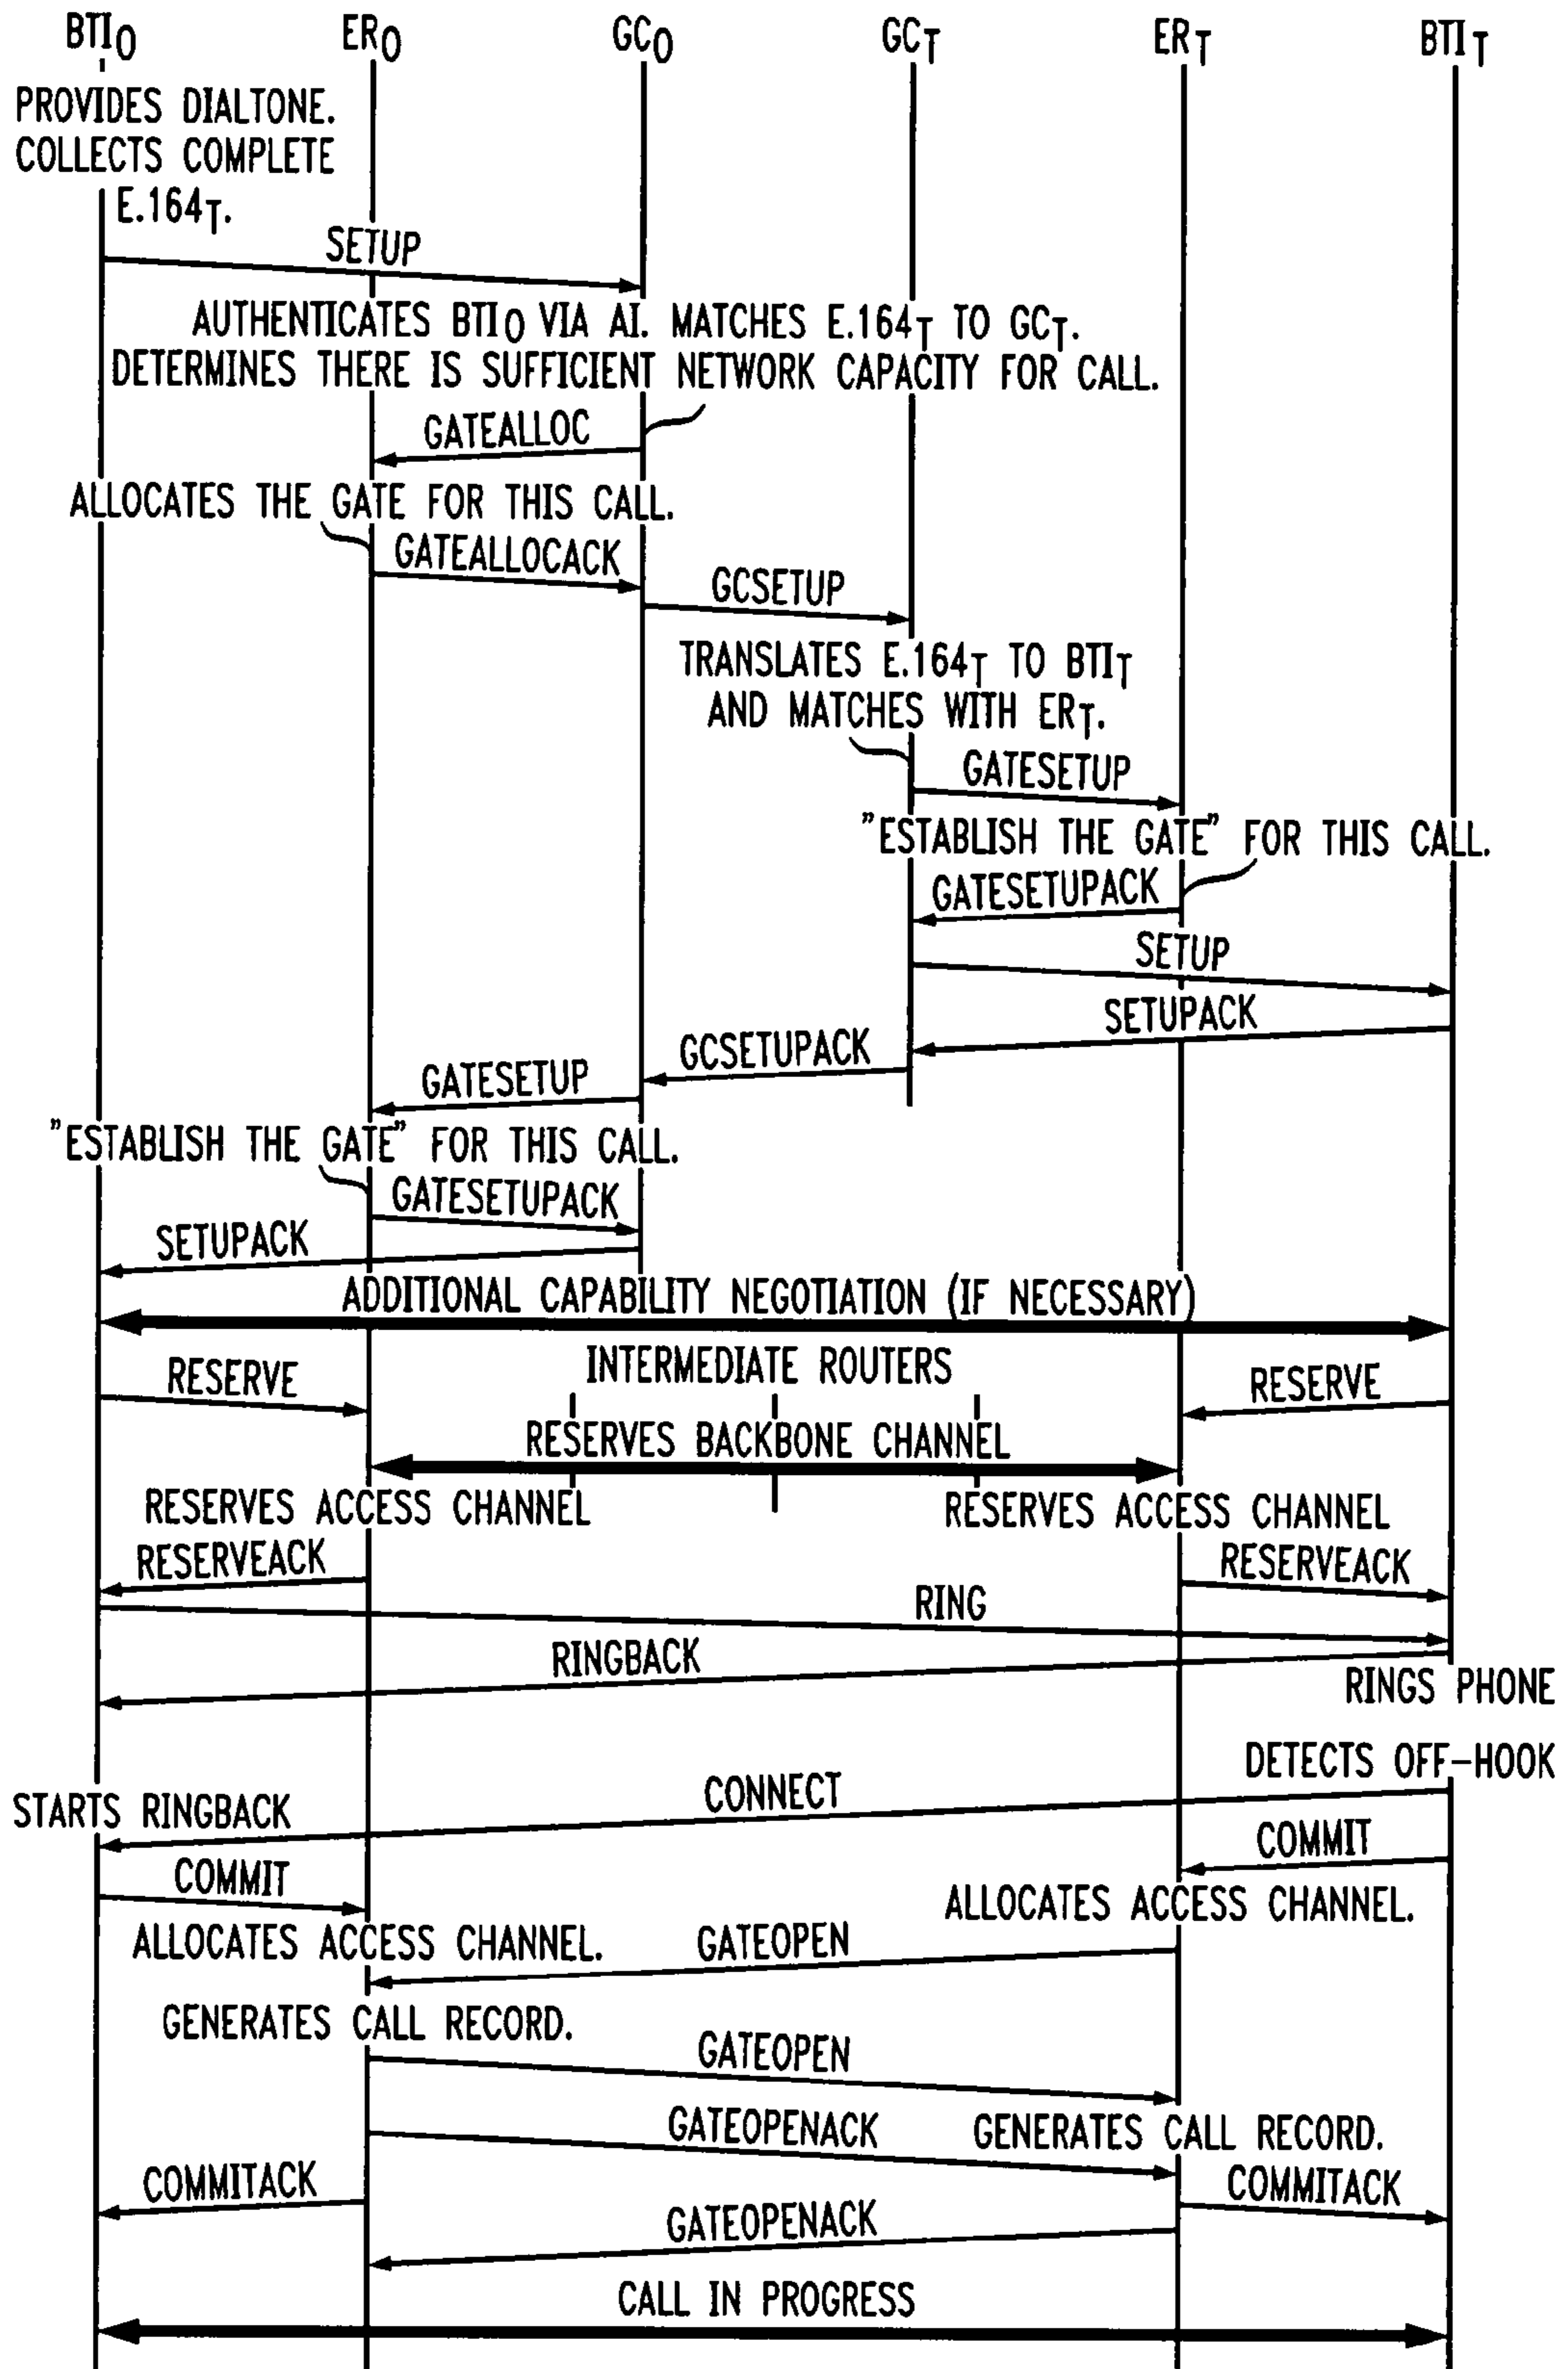 BTIO ERO GCO GCT ERT BTIT
PROVIDES DIALTONE.
COLLECTS COMPLETE
E.164T.
SETUP
AUTHENTICATES BTIO VIA AI. MATCHES E.164T TO GCT.
DETERMINES THERE IS SUFFICIENT NETWORK CAPACITY FOR CALL.
GATEALLOC
ALLOCATES THE GATE FOR THIS CALL.
GATEALLOCACK
GCSETUP
TRANSLATES E.164T TO BTIT
AND MATCHES WITH ERT.
GATESETUP
"ESTABLISH THE GATE" FOR THIS CALL.
GATESETUPACK
SETUP
SETUPACK
GCSETUPACK
GATESETUP
"ESTABLISH THE GATE" FOR THIS CALL.
GATESETUPACK
SETUPACK
ADDITIONAL CAPABILITY NEGOTIATION (IF NECESSARY)
INTERMEDIATE ROUTERS
RESERVE RESERVE
RESERVES BACKBONE CHANNEL
RESERVES ACCESS CHANNEL RESERVES ACCESS CHANNEL
RESERVEACK RESERVEACK
RING
RINGBACK
RINGS PHONE
DETECTS OFF-HOOK
CONNECT
STARTS RINGBACK
COMMIT
COMMIT
ALLOCATES ACCESS CHANNEL.
ALLOCATES ACCESS CHANNEL. GATEOPEN
GENERATES CALL RECORD.
GATEOPEN
GATEOPENACK GENERATES CALL RECORD.
COMMITACK COMMITACK
GATEOPENACK
CALL IN PROGRESS